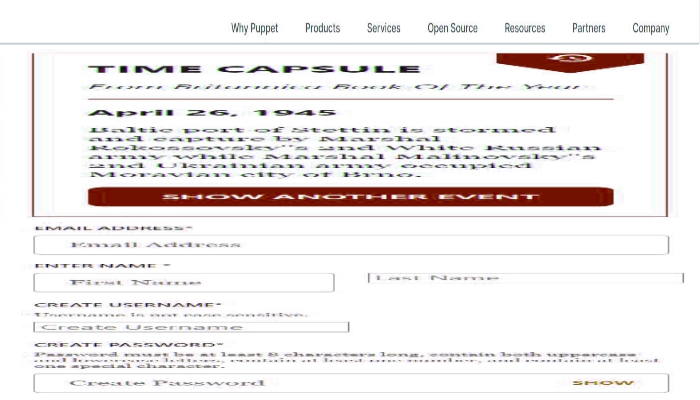 Why Puppet Products Services Open Source Resources Partners Company
TIME CAPSULE
From Britannica Book Of The Year
April 26, 1945
Baltic port of Stettin is stormed
and capture by Marshal
Rokossovsky"s 2nd White Russian
army while Marshal Malinovsky"s
2nd Ukrainian army occupied
Moravian city of Brno.
SHOW ANOTHER EVENT
EMAIL ADDRESS*
Email Address
ENTER NAME *
First Name Last Name
CREATE USERNAME*
Username is not case sensitive.
Create Username
CREATE PASSWORD*
Password must be at least 8 characters long, contain both uppercase
and lowercase letters, contain at least one number, and contain at least
one special character.
Create Password SHOW